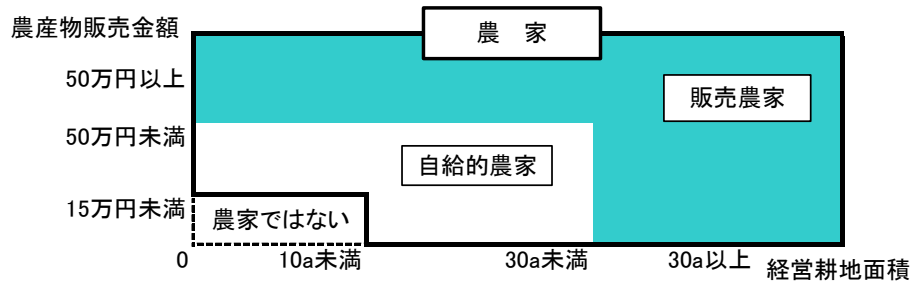 農産物販売金額
農　家
50万円以上
販売農家
50万円未満
自給的農家
15万円未満
農家ではない
0
10a未満
30a未満
30a以上
経営耕地面積